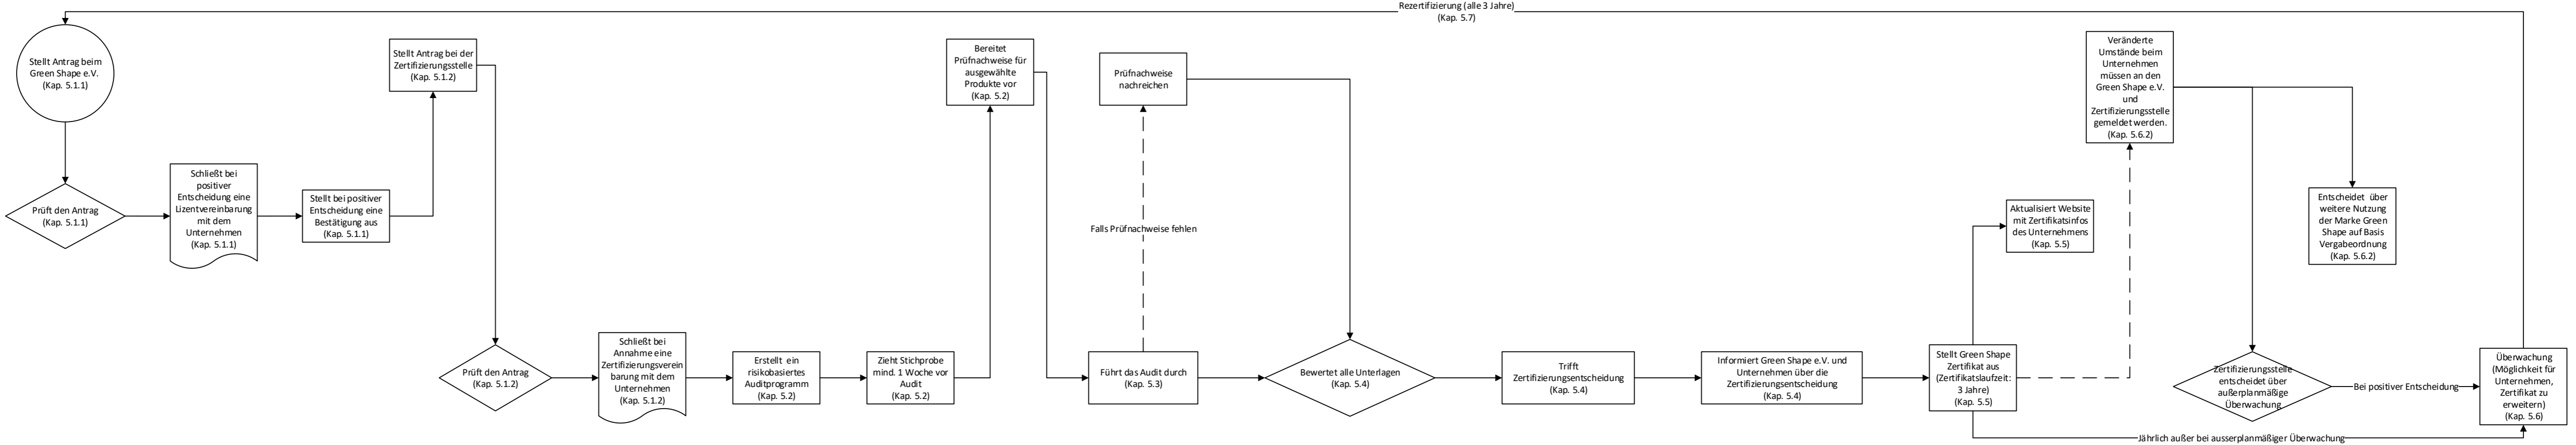 Rezertifizierung (alle 3 Jahre)
(Kap. 5.7)
Stellt Antrag beim
Green Shape e.V.
(Kap. 5.1.1)
Prüft den Antrag
(Kap. 5.1.1)
Schließt bei
positiver
Entscheidung eine
Lizentvereinbarung
mit dem
Unternehmen
(Kap. 5.1.1)
Stellt bei positiver
Entscheidung eine
Bestätigung aus
(Kap. 5.1.1)
Stellt Antrag bei der
Zertifizierungsstelle
(Kap. 5.1.2)
Prüft den Antrag
(Kap. 5.1.2)
Schließt bei
Annahme eine
Zertifizierungsverein
barung mit dem
Unternehmen
(Kap. 5.1.2)
Erstellt ein
risikobasiertes
Auditprogramm
(Kap. 5.2)
Zieht Stichprobe
mind. 1 Woche vor
Audit
(Kap. 5.2)
Bereitet
Prüfnachweise für
ausgewählte
Produkte vor
(Kap. 5.2)
Führt das Audit durch
(Kap. 5.3)
Falls Prüfnachweise fehlen
Prüfnachweise
nachreichen
Bewertet alle Unterlagen
(Kap. 5.4)
Trifft
Zertifizierungsentscheidung
(Kap. 5.4)
Informiert Green Shape e.V. und
Unternehmen über die
Zertifizierungsentscheidung
(Kap. 5.4)
Stellt Green Shape
Zertifikat aus
(Zertifikatslaufzeit:
3 Jahre)
(Kap. 5.5)
Aktualisiert Website
mit Zertifikatsinfos
des Unternehmens
(Kap. 5.5)
Veränderte
Umstände beim
Unternehmen
müssen an den
Green Shape e.V.
und
Zertifizierungsstelle
gemeldet werden.
(Kap. 5.6.2)
Entscheidet über
weitere Nutzung
der Marke Green
Shape auf Basis
Vergabeordnung
(Kap. 5.6.2)
Zertifizierungsstelle
entscheidet über
außerplanmäßige
Überwachung
Bei positiver Entscheidung
Überwachung
(Möglichkeit für
Unternehmen,
Zertifikat zu
erweitern)
(Kap. 5.6)
Jährlich außer bei ausserplanmäßiger Überwachung